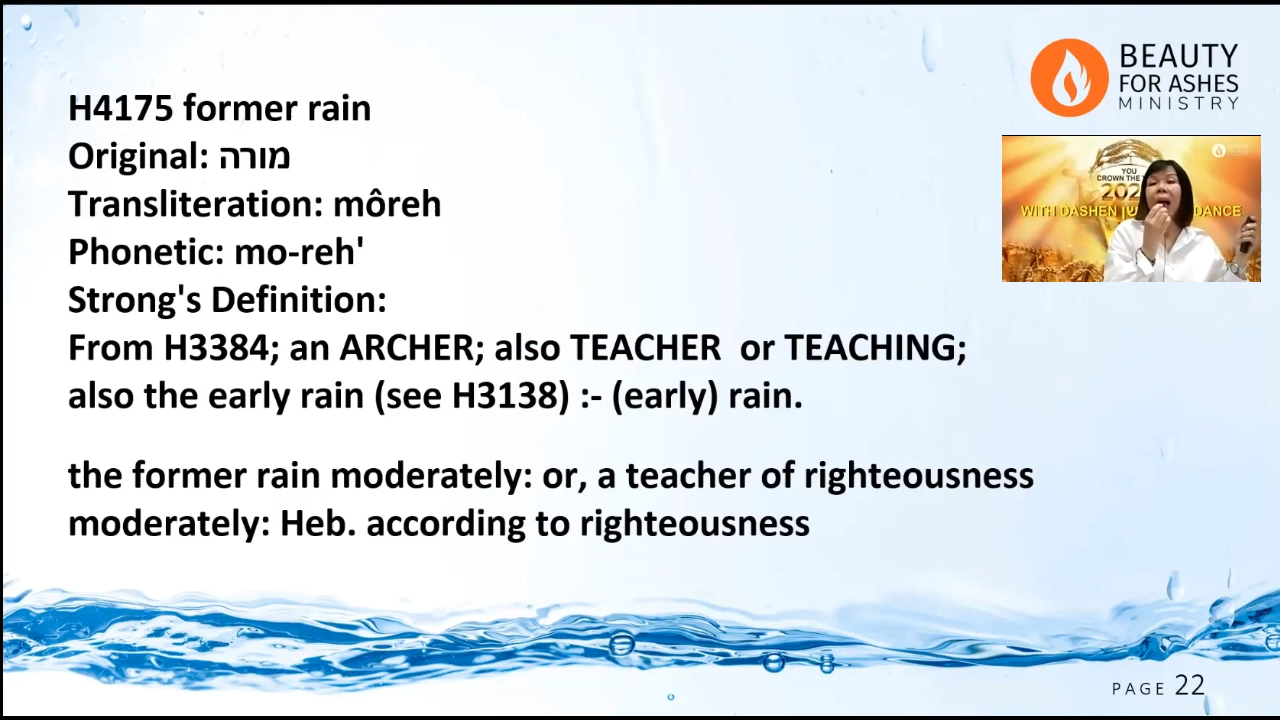 H4175 former rain
Original: מורה
Transliteration: môreh
Phonetic: mo-reh'
Strong's Definition:
From H3384; an ARCHER; also TEACHER or TEACHING;
also the early rain (see H3138) :- (early) rain.
the former rain moderately: or, a teacher of righteousness
moderately: Heb. according to righteousness
BEAUTY
FOR ASHES
MINISTRY
YOU
CROWN THE
202
WITH DASHEN DANCE
PAGE 22